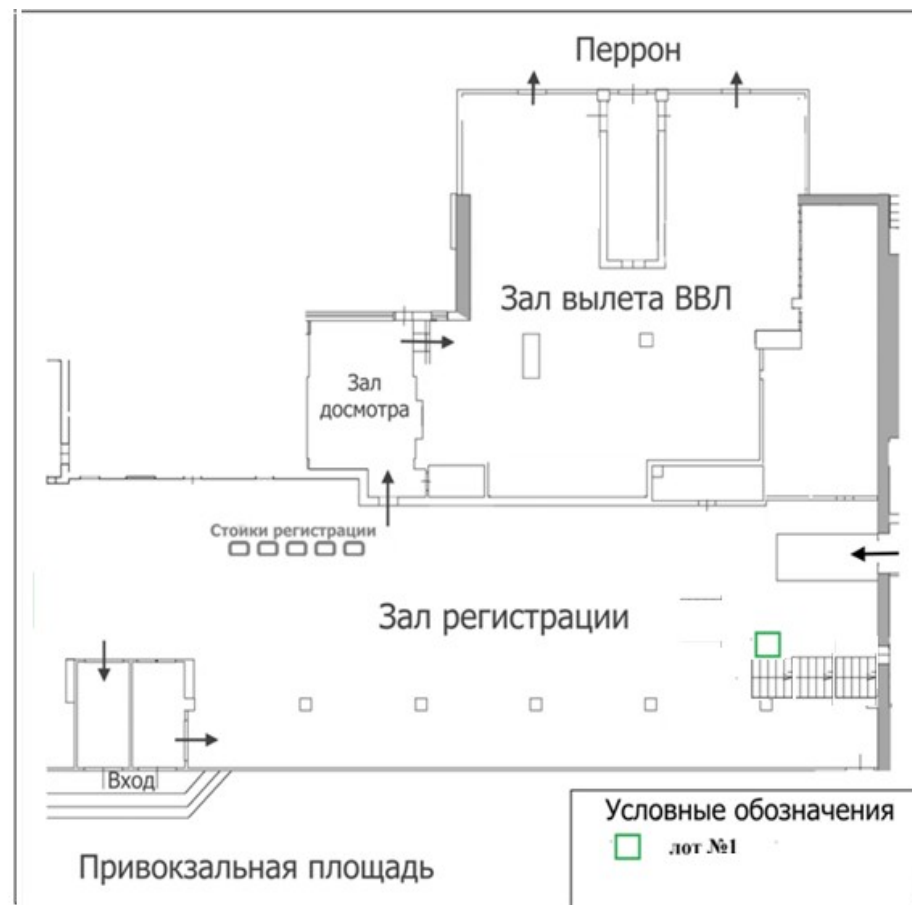 Перрон
Зал вылета ВВЛ
Зал
досмотра
Стойки регистрации
Зал регистрации
Вход
Условные обозначения
лот №1
Привокзальная площадь